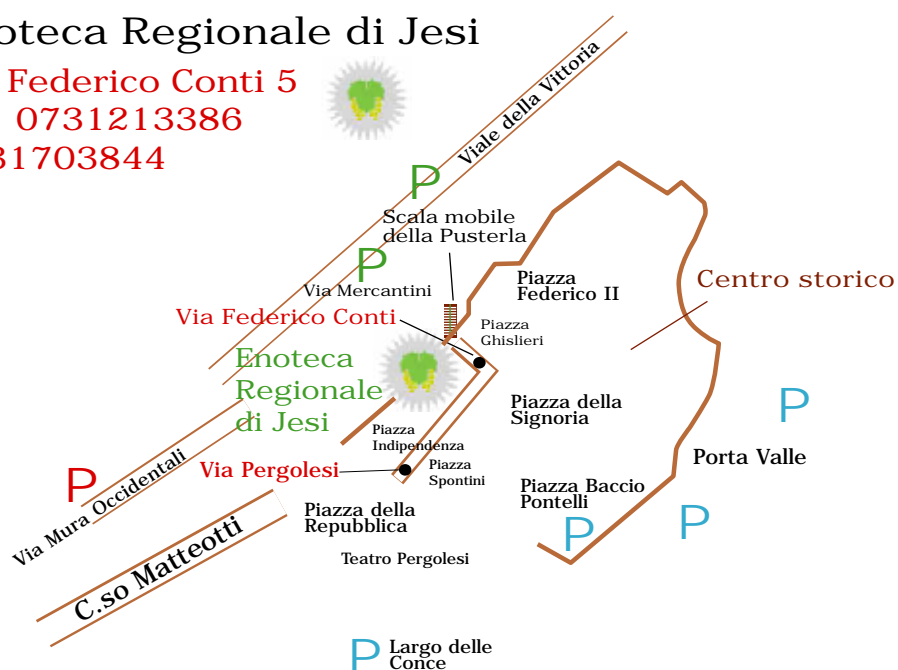 oteca Regionale di Jesi
Federico Conti 5
0731213386
31703844
Viale della Vittoria
P
Scala mobile
della Pusterla
P
Via Mercantini
Piazza
Federico II
Centro storico
Via Federico Conti
Piazza
Ghislieri
Enoteca
Regionale
di Jesi
Piazza della
Signoria
P
Piazza
Indipendenza
Via Pergolesi
Piazza
Spontini
Porta Valle
P
Via Mura Occidentali
Piazza della
Repubblica
Piazza Baccio
Pontelli
P
P
Teatro Pergolesi
C.so Matteotti
P
Largo delle
Conce